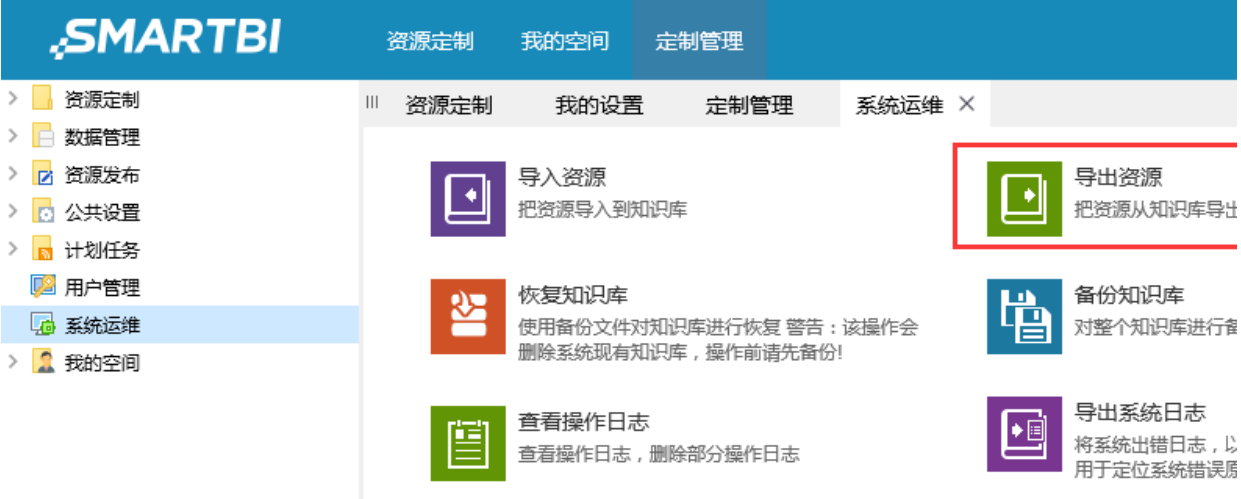 SMARTBI
资源定制 我的空间 定制管理
资源定制
数据管理
资源发布
公共设置
计划任务
用户管理
系统运维
我的空间
资源定制 我的设置 定制管理 系统运维
导入资源
把资源导入到知识库
导出资源
把资源从知识库导出
恢复知识库
使用备份文件对知识库进行恢复 警告：该操作会
删除系统现有知识库，操作前请先备份!
备份知识库
对整个知识库进行备
查看操作日志
查看操作日志，删除部分操作日志
导出系统日志
将系统出错日志，以
用于定位系统错误原